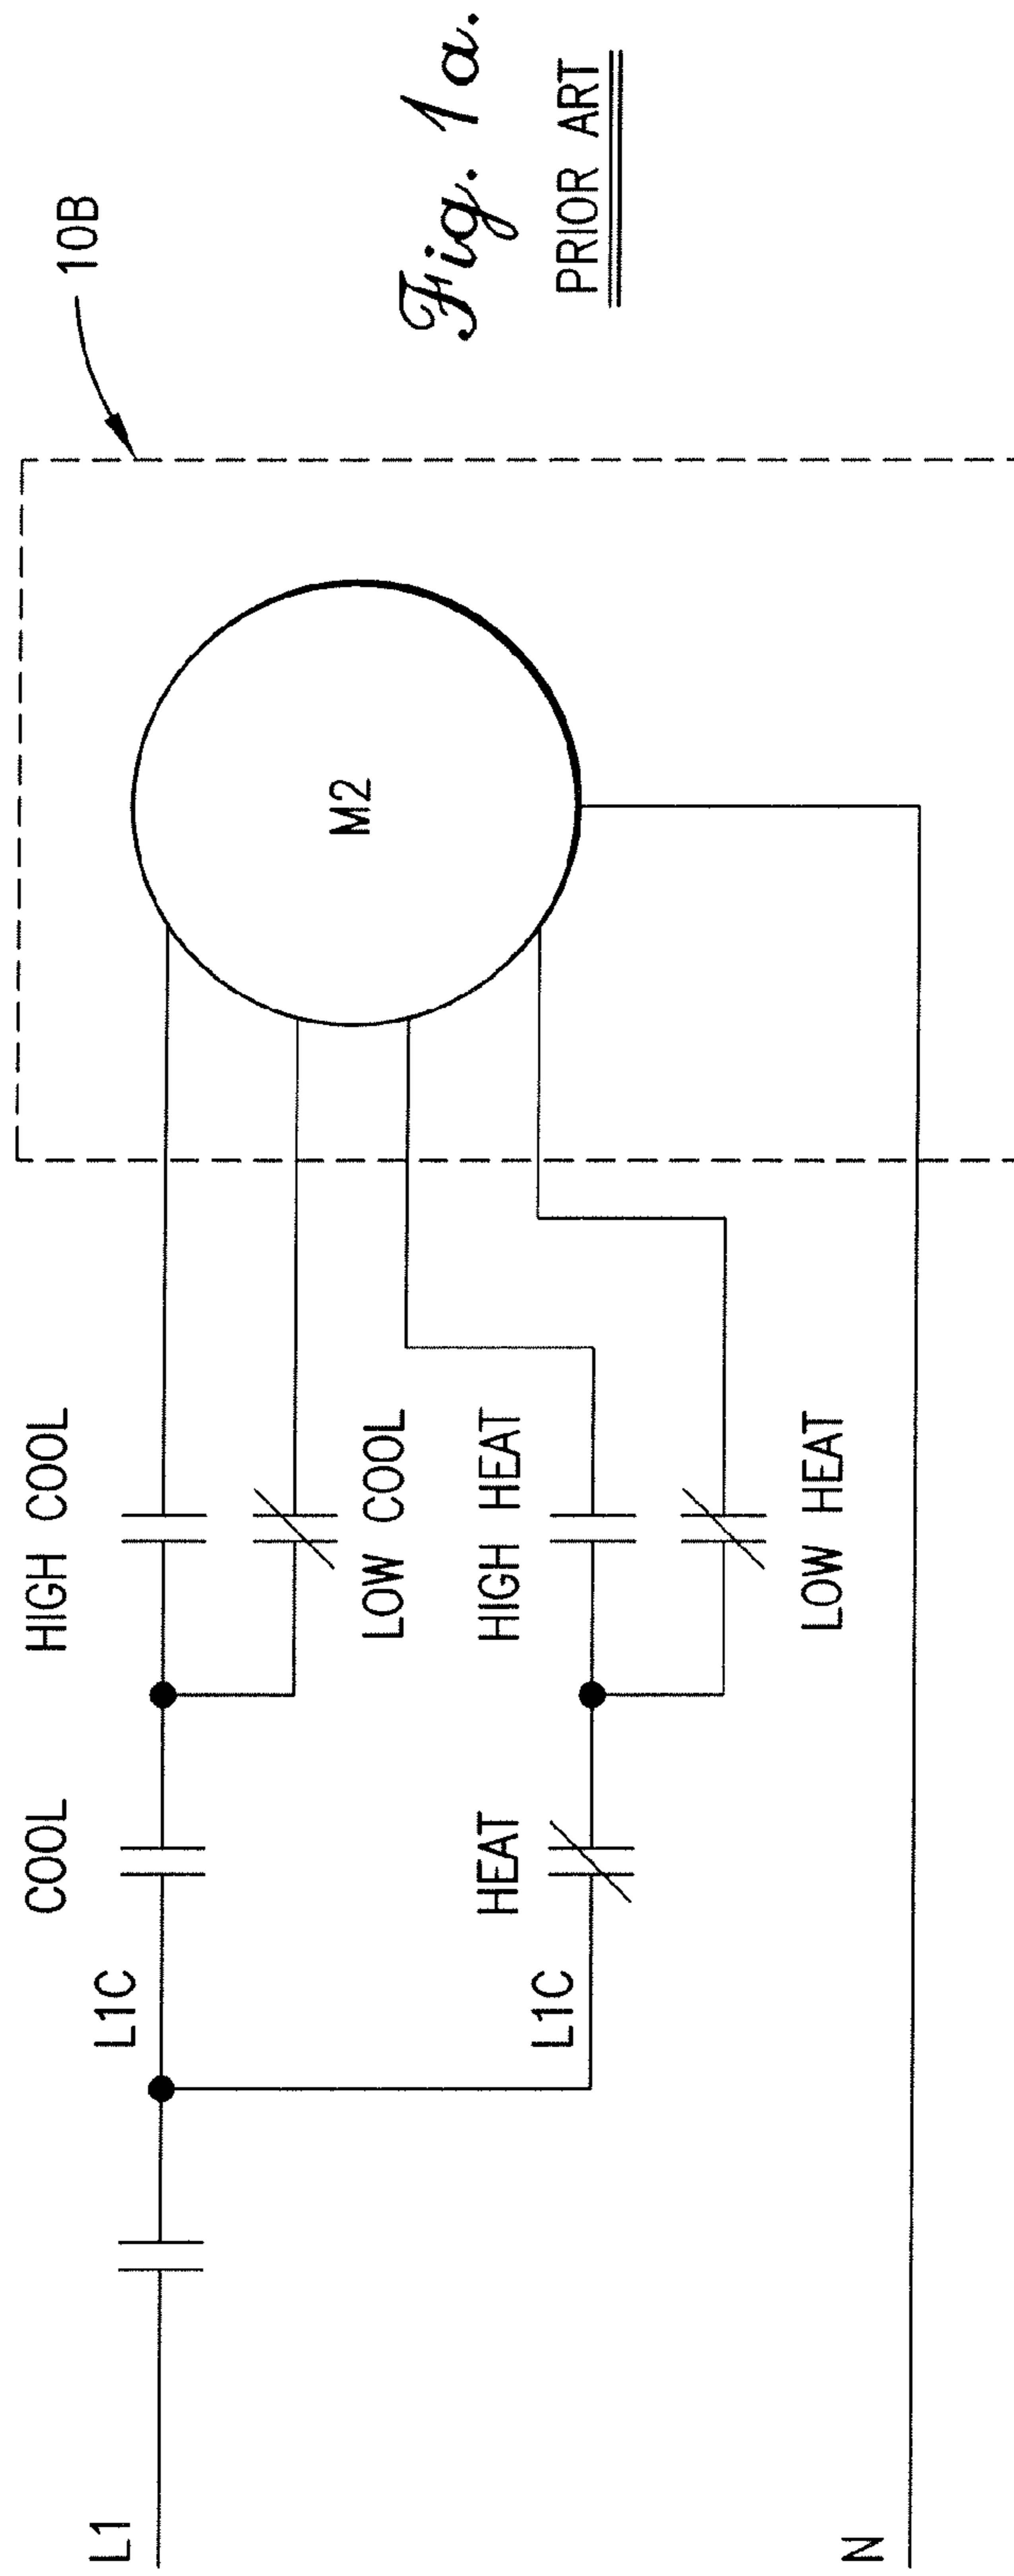 L1
L1C
COOL
HIGH COOL
LOW COOL
HEAT
L1C
HIGH HEAT
LOW HEAT
N
M2
10B
Fig. 1a.
PRIOR ART